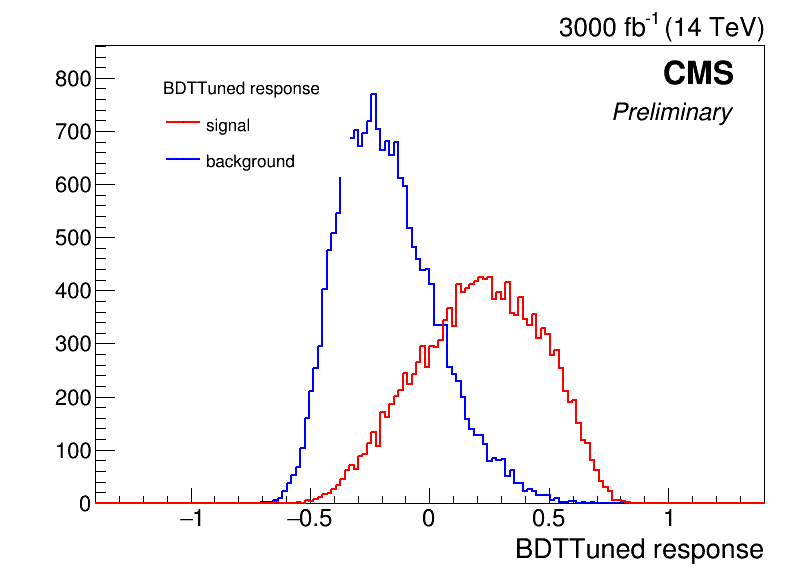 3000 fb-1 (14 TeV)
CMS
Preliminary
BDTTuned response
signal
background
800
700
600
500
400
300
200
100
0
−1 −0.5 0 0.5 1
BDTTuned response